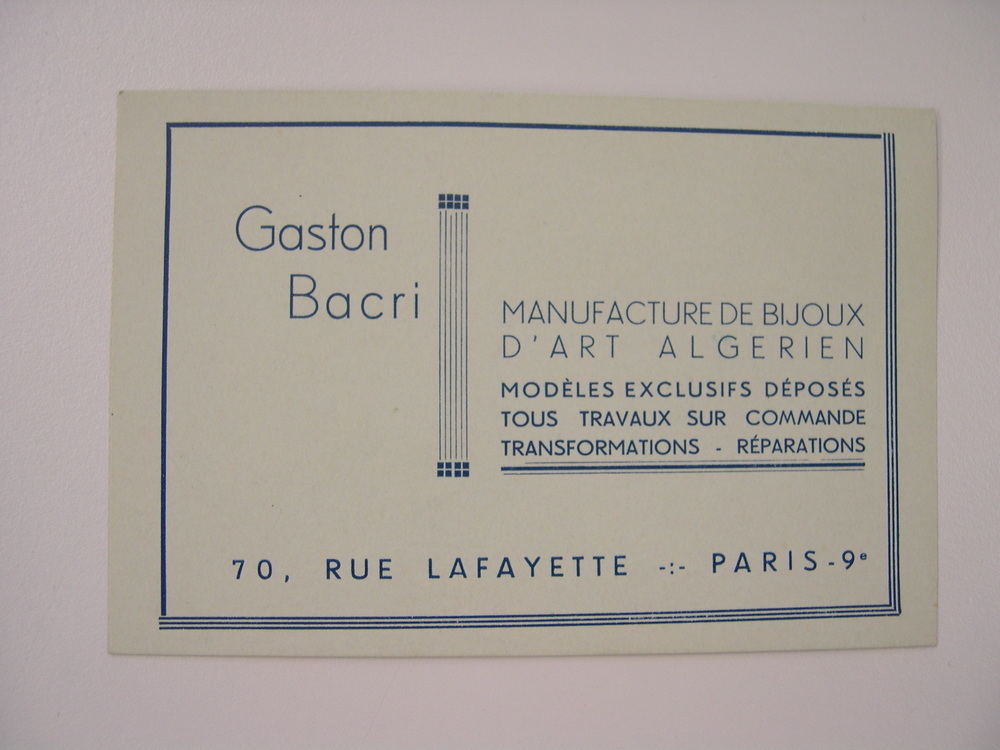 Gaston
Bacri
MANUFACTURE DE BIJOUX
D'ART ALGERIEN
MODÈLES EXCLUSIFS DÉPOSÉS
TOUS TRAVAUX SUR COMMANDE
TRANSFORMATIONS - RÉPARATIONS
70, RUE LAFAYETTE -:- PARIS-9e